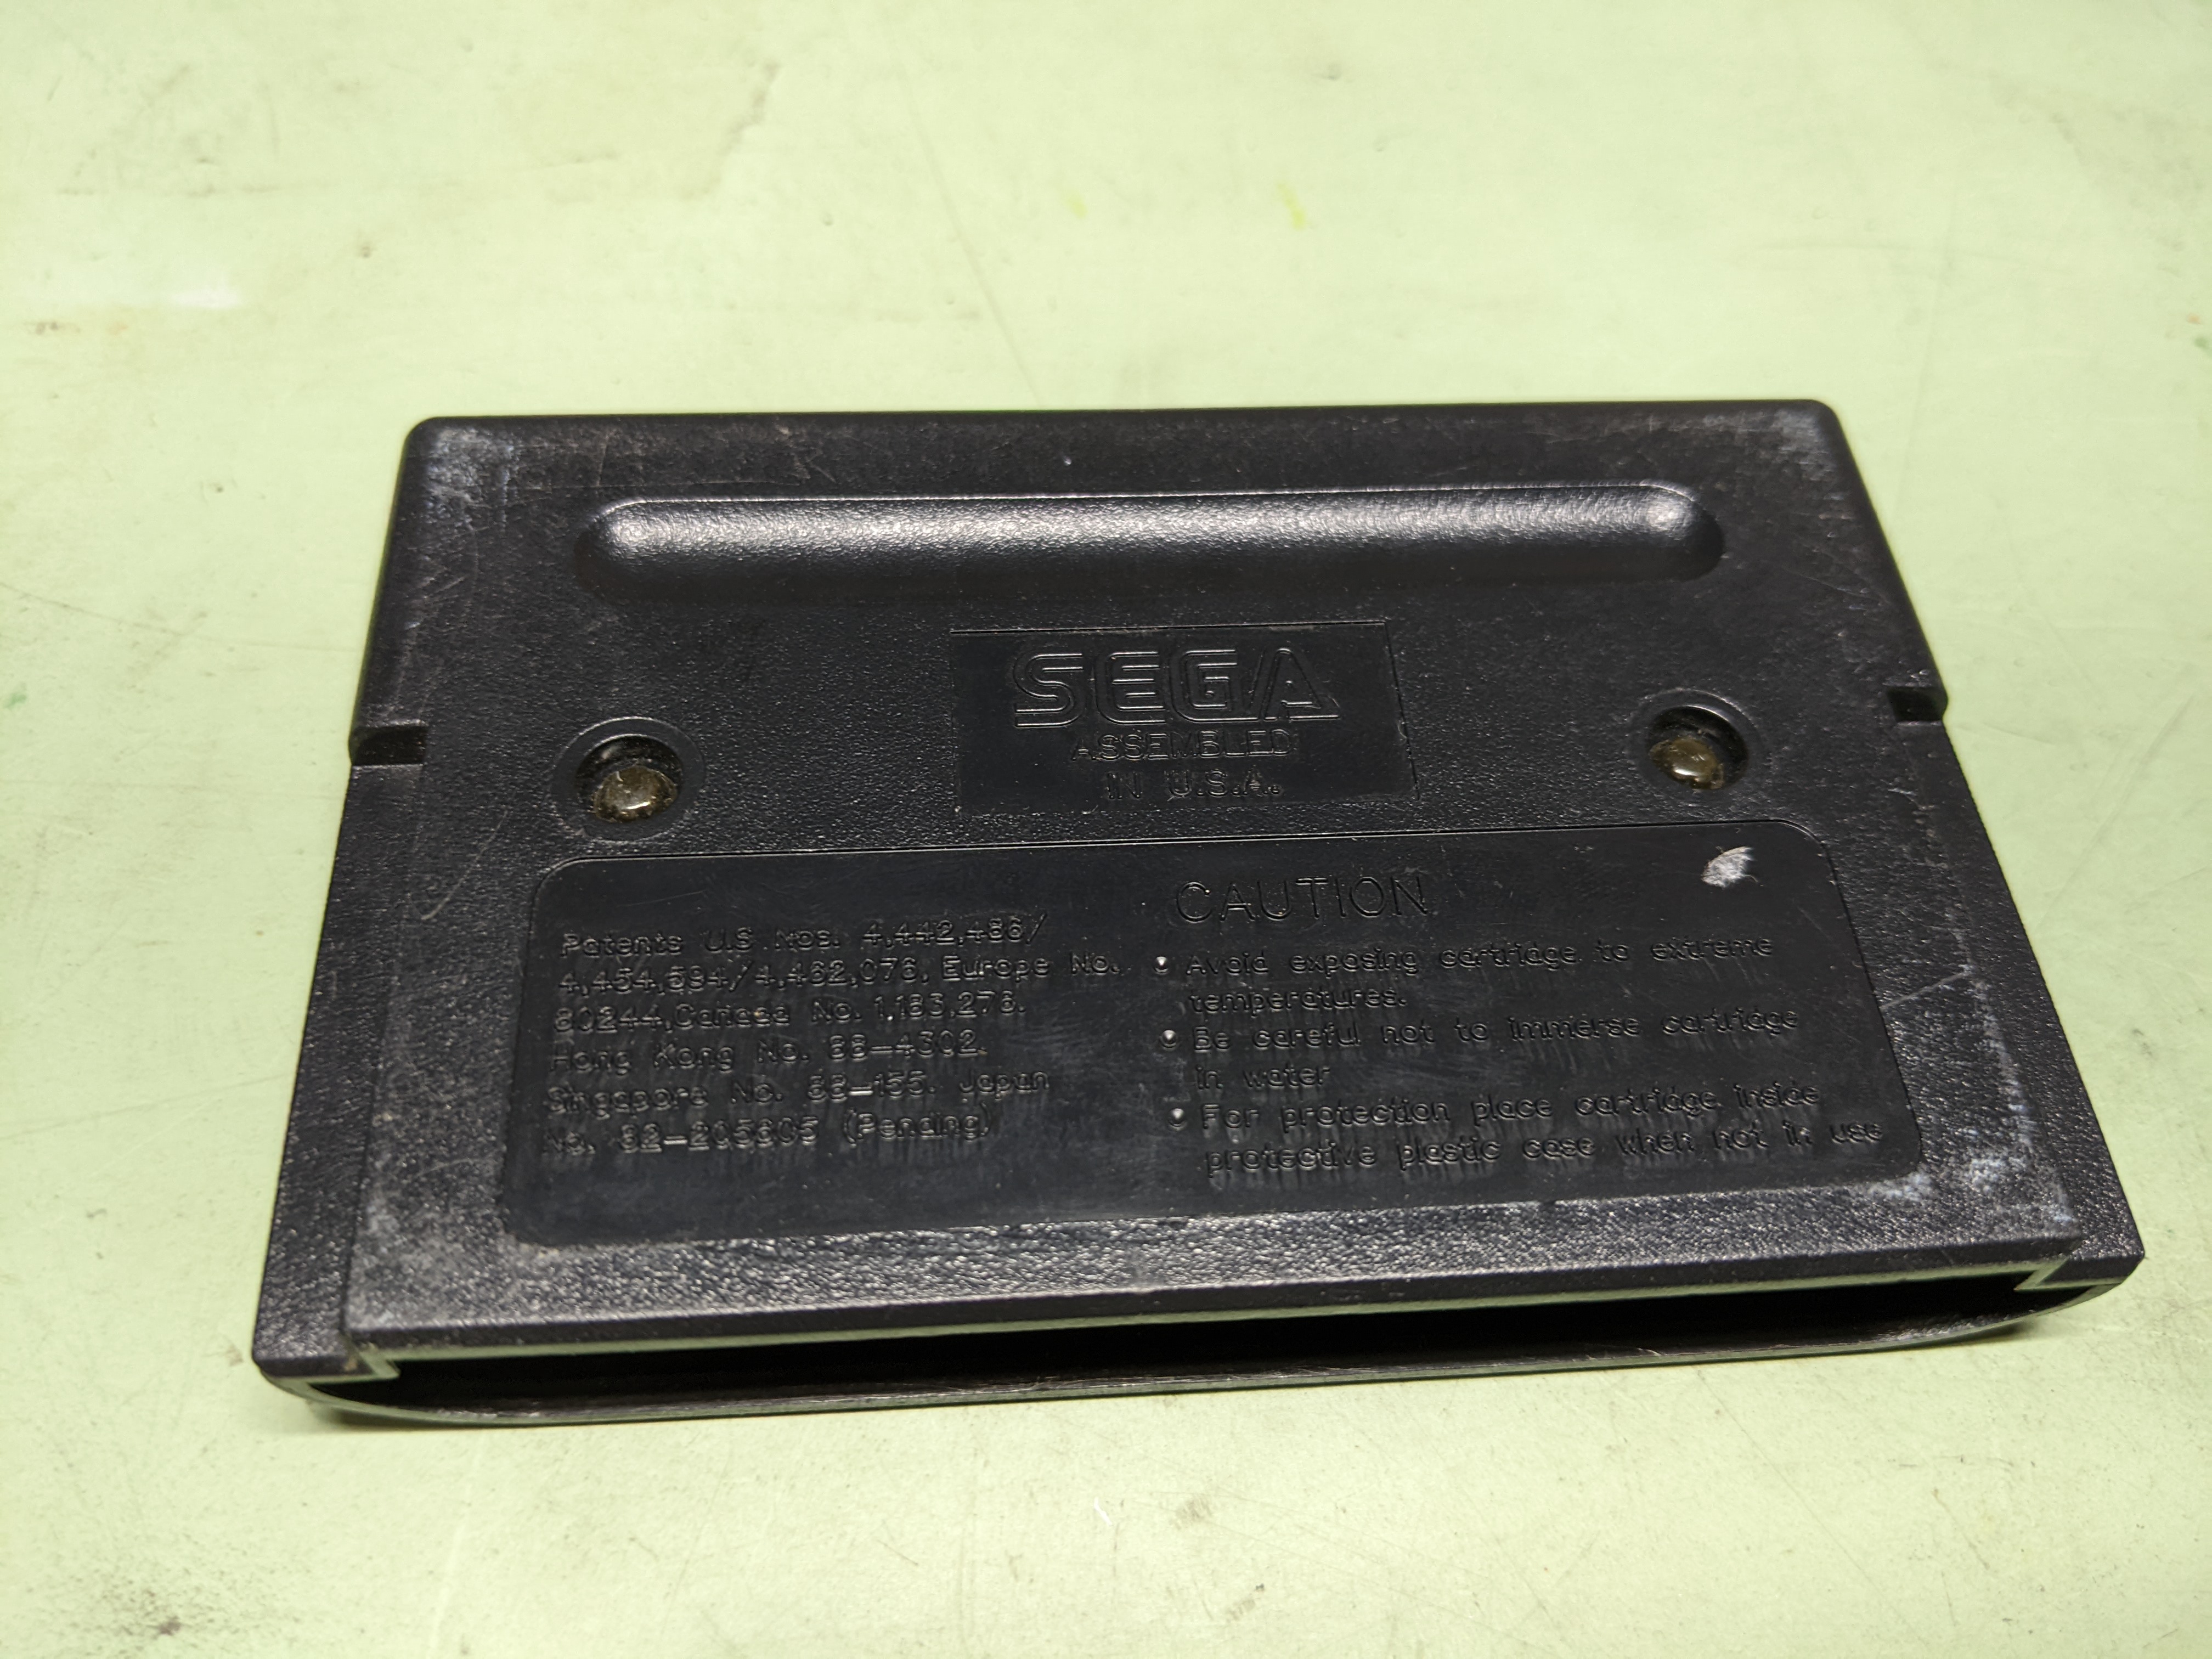 SEGA
ASSEMBLED
IN U.S.A.
Patents U.S Nos. 4,442,486/
4,454,594/4,462,076, Europe No.
80244,Canada No. 1,183,276.
Hong Kong No. 88-4302.
Singapore No. 88-155. Japan
No. 82-205605 (Pending)
CAUTION
• Avoid exposing cartridge to extreme
temperatures.
• Be careful not to immerse cartridge
in water
• For protection place cartridge inside
protective plastic case when not in use